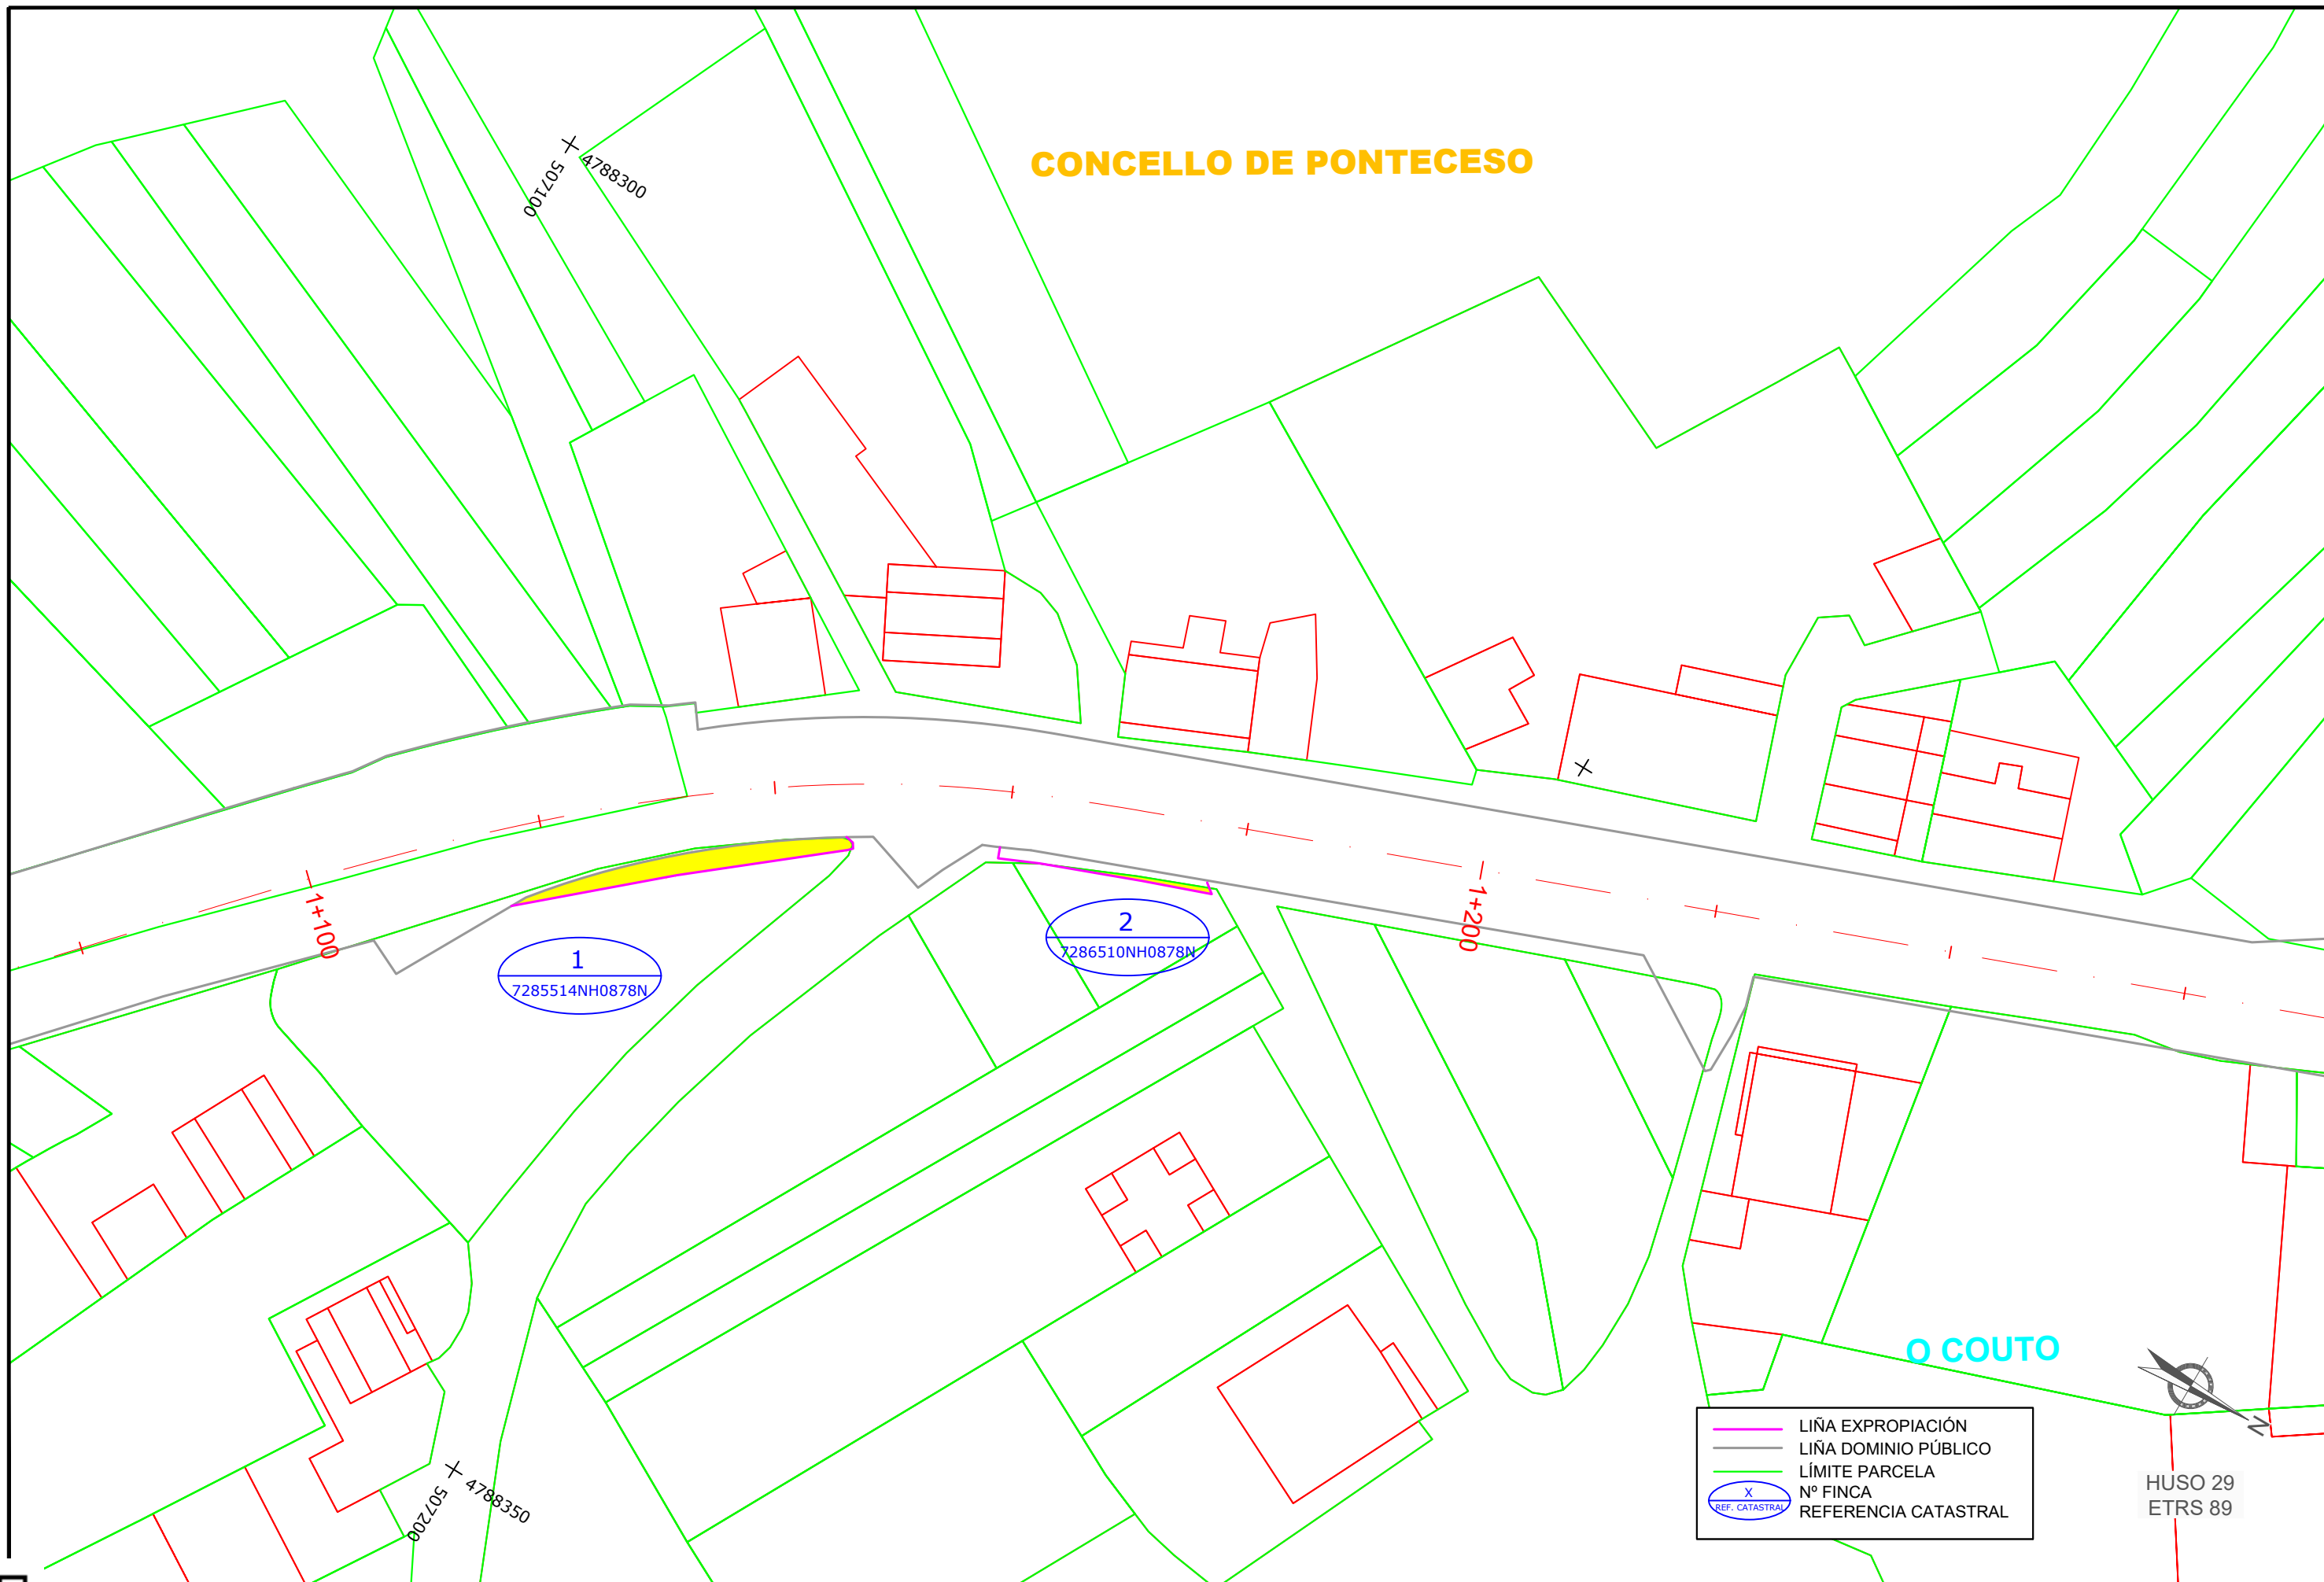 CONCELLO DE PONTECESO
507100
4788300
1+100
1+200
1
7285514NH0878N
2
7286510NH0878N
O COUTO
N
507200
4788350
LIÑA EXPROPIACIÓN
LIÑA DOMINIO PÚBLICO
LÍMITE PARCELA
X
REF. CATASTRAL
Nº FINCA
REFERENCIA CATASTRAL
HUSO 29
ETRS 89